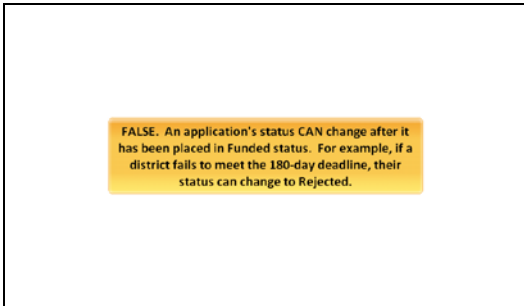 FALSE.  An application's status CAN change after it
has been placed in Funded status.  For example, if a
district fails to meet the 180-day deadline, their
status can change to Rejected.